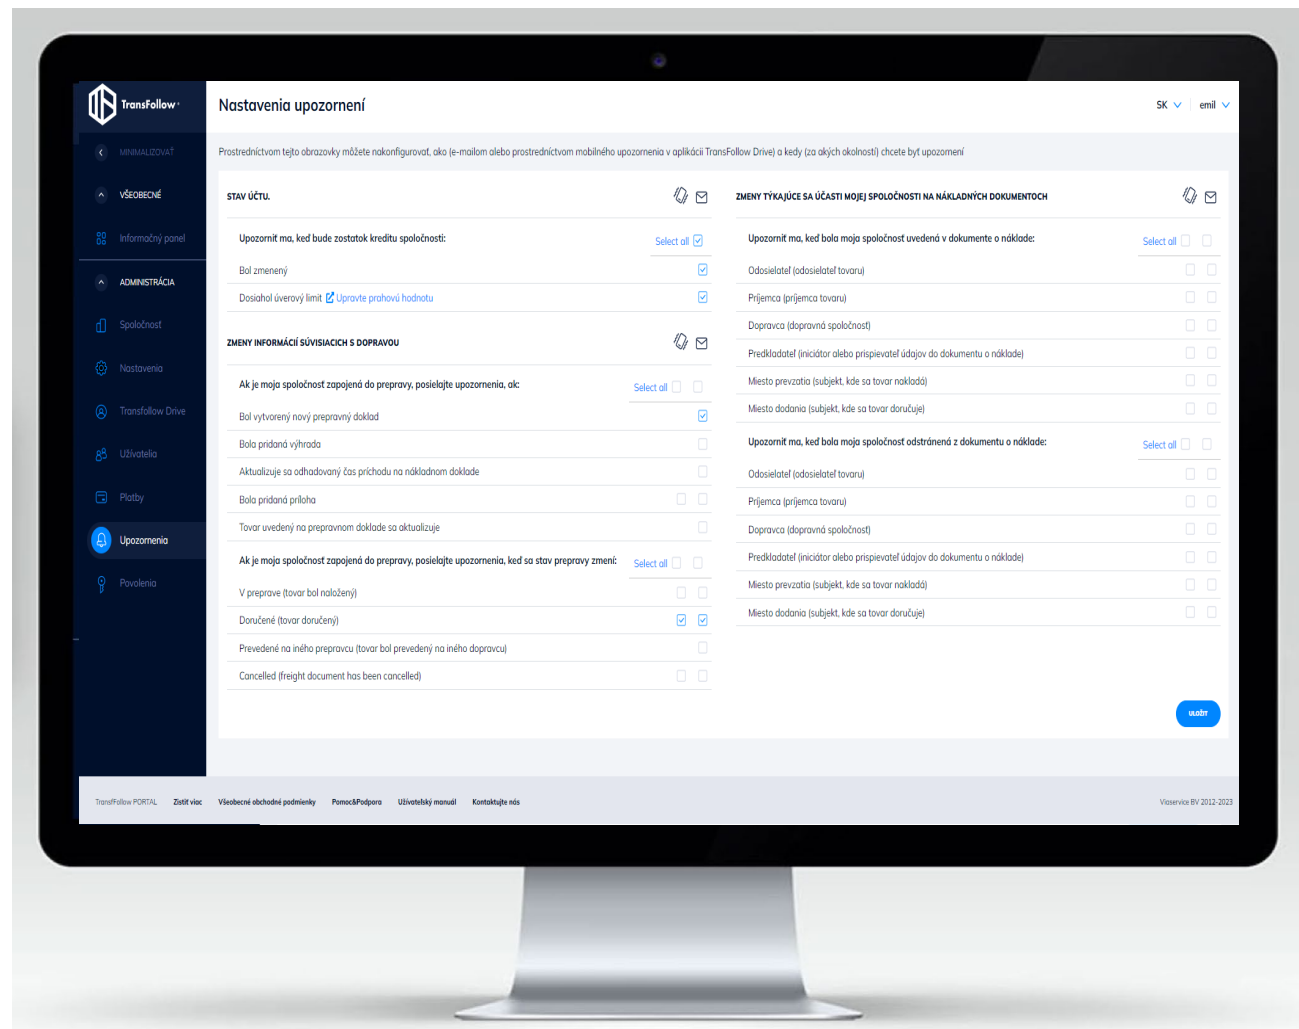 TransFollow
Nastavenia upozornení
SK
emil
MINIMALIZOVAŤ
Prostredníctvom tejto obrazovky môžete nakonfigurovať, ako (e-mailom alebo prostredníctvom mobilného upozornenia v aplikácii TransFollow Drive) a kedy (za akých okolností) chcete byť upozornení
VŠEOBECNÉ
Informačný panel
ADMINISTRÁCIA
Spoločnosť
Nastavenia
Transfollow Drive
Užívatelia
Platby
Upozornenia
Povolenia
STAV ÚČTU.
Upozorniť ma, keď bude zostatok kreditu spoločnosti:
Select all
Bol zmenený
Dosiahol úverový limit Upravte prahovú hodnotu
ZMENY INFORMÁCIÍ SÚVISIACICH S DOPRAVOU
Ak je moja spoločnosť zapojená do prepravy, posielajte upozornenia, ak:
Select all
Bol vytvorený nový prepravný doklad
Bola pridaná výhrada
Aktualizuje sa odhadovaný čas príchodu na nákladnom doklade
Bola pridaná príloha
Tovar uvedený na prepravnom doklade sa aktualizuje
Ak je moja spoločnosť zapojená do prepravy, posielajte upozornenia, keď sa stav prepravy zmení:
Select all
V preprave (tovar bol naložený)
Doručené (tovar doručený)
Prevedené na iného prepravcu (tovar bol prevedený na iného dopravcu)
Cancelled (freight document has been cancelled)
ZMENY TÝKAJÚCE SA ÚČASTI MOJEJ SPOLOČNOSTI NA NÁKLADNÝCH DOKUMENTOCH
Upozorniť ma, keď bola moja spoločnosť uvedená v dokumente o náklade:
Select all
Odosielateľ (odosielateľ tovaru)
Príjemca (príjemca tovaru)
Dopravca (dopravná spoločnosť)
Predkladateľ (iniciátor alebo prispievateľ údajov do dokumentu o náklade)
Miesto prevzatia (subjekt, kde sa tovar nakladá)
Miesto dodania (subjekt, kde sa tovar doručuje)
Upozorniť ma, keď bola moja spoločnosť odstránená z dokumentu o náklade:
Select all
Odosielateľ (odosielateľ tovaru)
Príjemca (príjemca tovaru)
Dopravca (dopravná spoločnosť)
Predkladateľ (iniciátor alebo prispievateľ údajov do dokumentu o náklade)
Miesto prevzatia (subjekt, kde sa tovar nakladá)
Miesto dodania (subjekt, kde sa tovar doručuje)
ULOŽIŤ
TransfFollow PORTAL
Zistiť viac
Všeobecné obchodné podmienky
Pomoc&Podpora
Užívateľský manuál
Kontaktujte nás
Viaservice BV 2012-2023